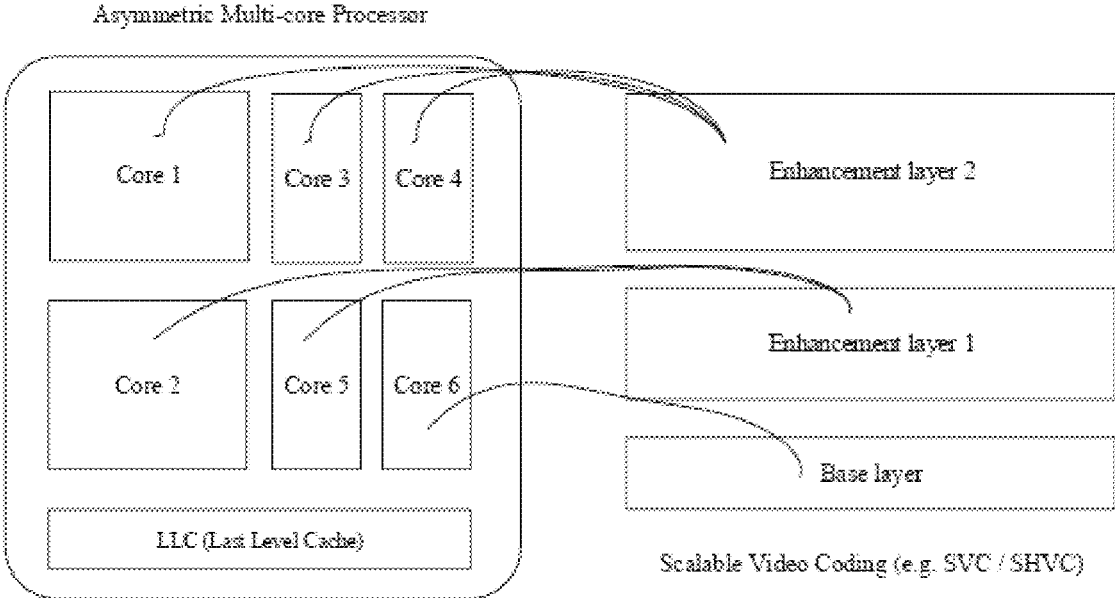 Asymmetric Multi-core Processor
Core 1
Core 3
Core 4
Enhancement layer 2
Core 2
Core 5
Core 6
Enhancement layer 1
Base layer
LLC (Last Level Cache)
Scalable Video Coding (e.g. SVC / SHVC)